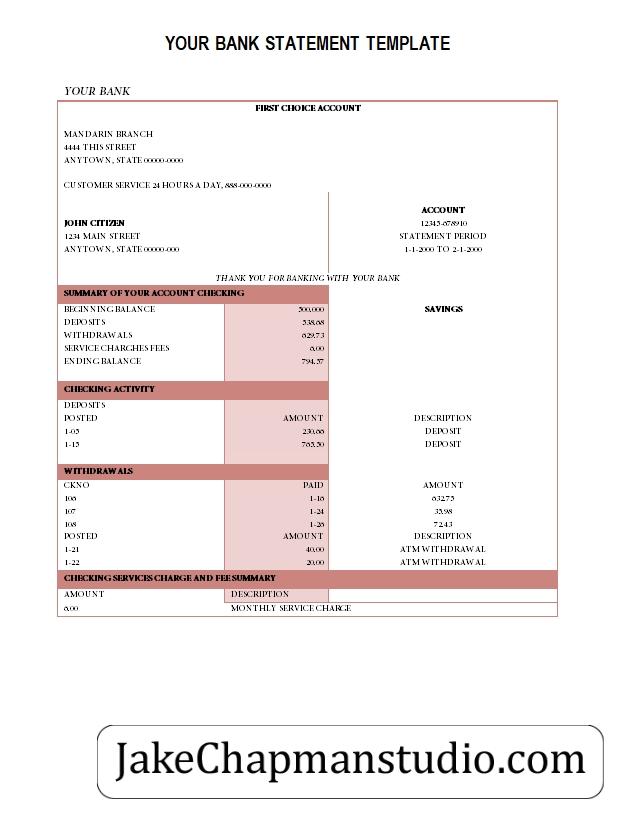 YOUR BANK STATEMENT TEMPLATE
YOUR BANK
FIRST CHOICE ACCOUNT
MANDARIN BRANCH
4444 THIS STREET
ANYTOWN, STATE 00000-0000
CUSTOMER SERVICE 24 HOURS A DAY, 888-000-0000
ACCOUNT
JOHN CITIZEN 12345-678910
1234 MAIN STREET STATEMENT PERIOD
ANYTOWN, STATE 00000-000 1-1-2000 TO 2-1-2000
THANK YOU FOR BANKING WITH YOUR BANK
SUMMARY OF YOUR ACCOUNT CHECKING
BEGINNING BALANCE 500,000 SAVINGS
DEPOSITS 538.68
WITHDRAWALS 629.73
SERVICE CHARGHES FEES 6.00
ENDING BALANCE 794.57
CHECKING ACTIVITY
DEPOSITS
POSTED AMOUNT DESCRIPTION
1-05 230.66 DEPOSIT
1-15 765.50 DEPOSIT
WITHDRAWALS
CKNO PAID AMOUNT
106 1-16 632.75
107 1-24 35.98
108 1-26 72.43
POSTED AMOUNT DESCRIPTION
1-21 40.00 ATM WITHDRAWAL
1-22 20.00 ATM WITHDRAWAL
CHECKING SERVICES CHARGE AND FEE SUMMARY
AMOUNT DESCRIPTION
6.00 MONTHLY SERVICE CHARGE
JakeChapmanstudio.com